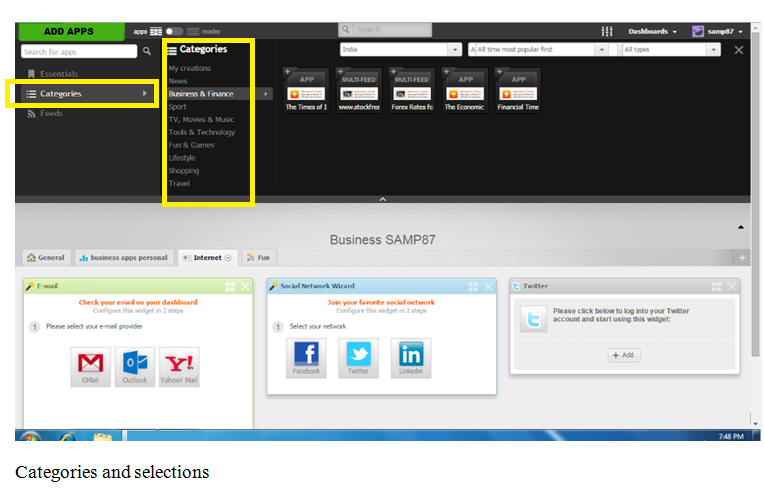 ADD APPS
apps reader
Search
Dashboards
samp87
Search for apps
Essentials
Categories
Feeds
Categories
My creations
News
Business & Finance
Sport
TV, Movies & Music
Tools & Technology
Fun & Games
Lifestyle
Shopping
Travel
India
A All time most popular first
All types
APP
The Times of I
MULTI-FEED
www.stockfree
MULTI-FEED
Forex Rates fo
APP
The Economic
APP
Financial Time
Business SAMP87
General
business apps personal
Internet
Fun
E-mail
Check your email on your dashboard
Configure this widget in 2 steps
1 Please select your e-mail provider
GMail
Outlook
Yahoo! Mail
Social Network Wizard
Join your favorite social network
Configure this widget in 2 steps
1 Select your network
Facebook
Twitter
Linkedin
Twitter
Please click below to log into your Twitter
account and start using this widget:
+ Add
7:48 PM
Categories and selections